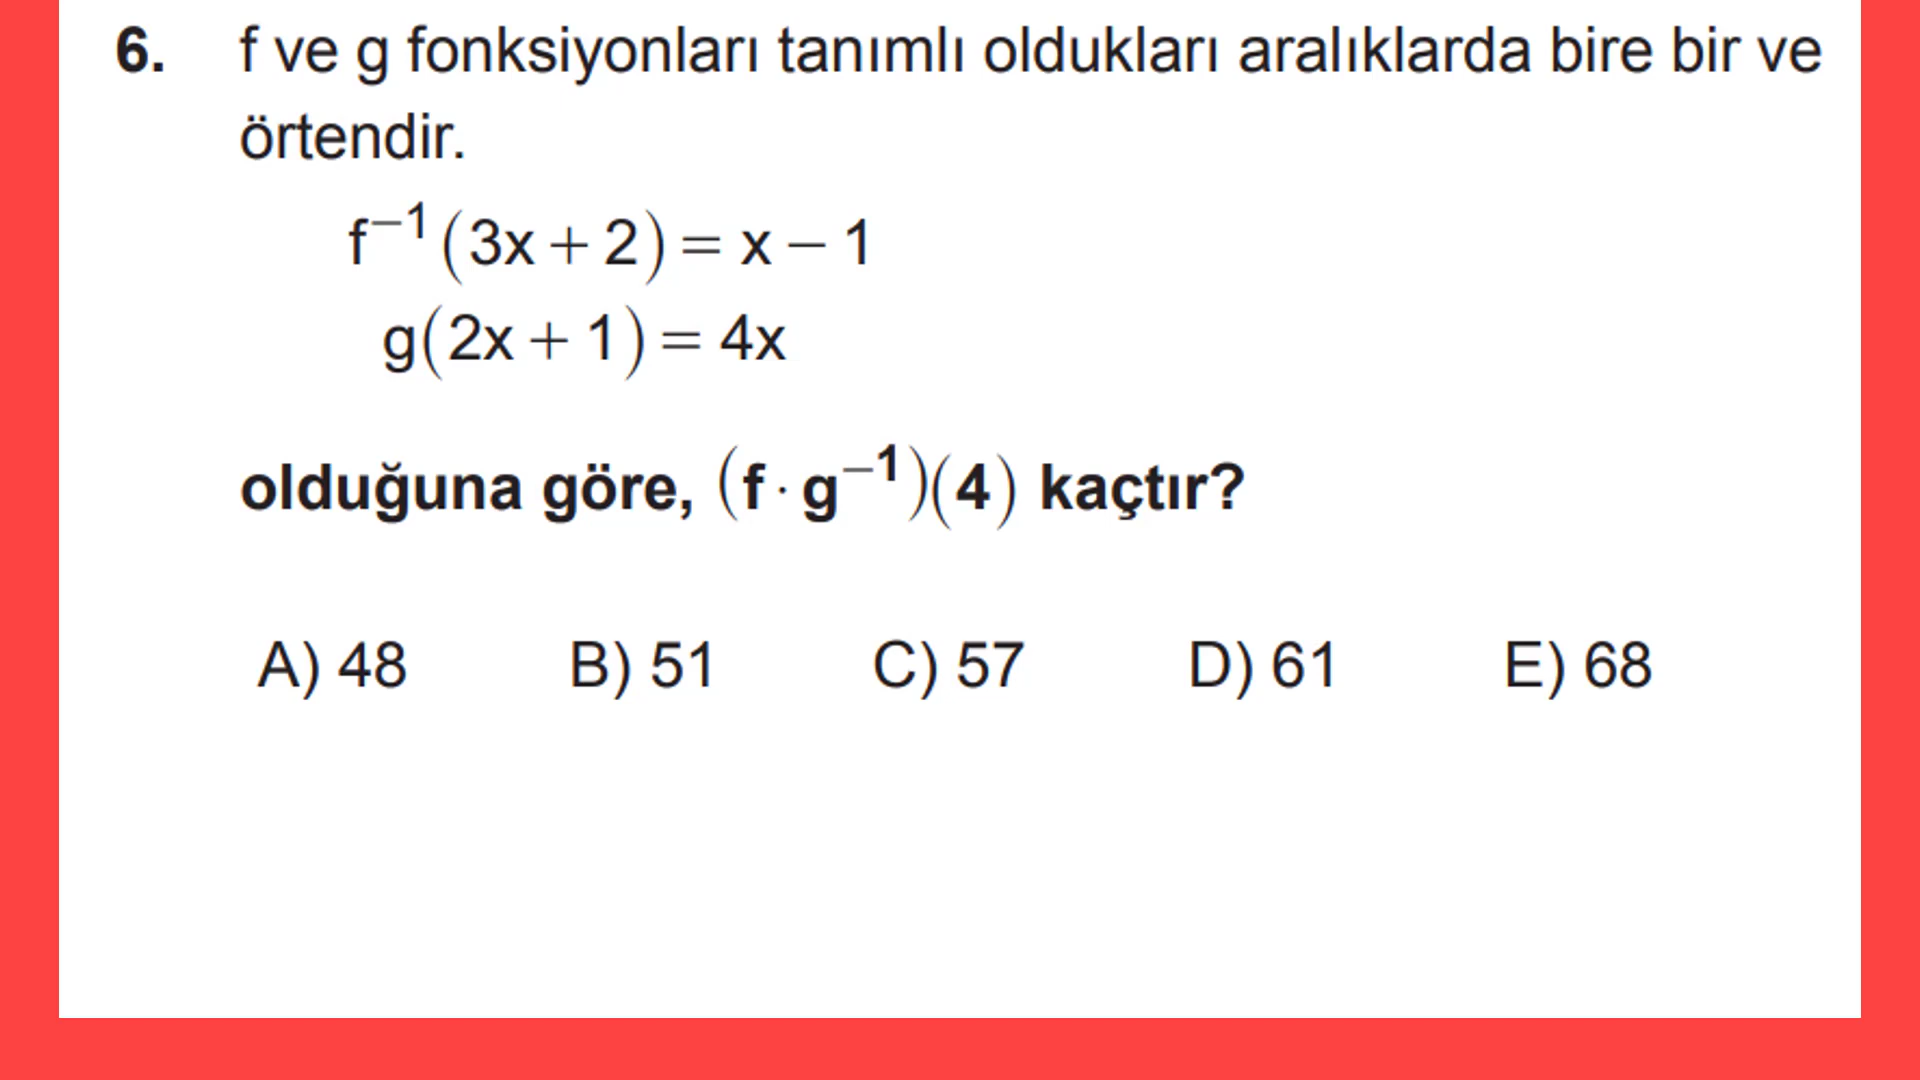 6. f ve g fonksiyonları tanımlı oldukları aralıklarda bire bir ve
örtendir.
f⁻¹(3x + 2) = x − 1
g(2x + 1) = 4x
olduğuna göre, (f · g⁻¹)(4) kaçtır?
A) 48 B) 51 C) 57 D) 61 E) 68